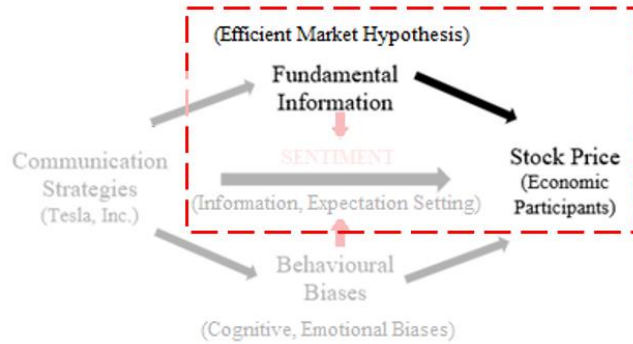 (Efficient Market Hypothesis)
Fundamental
Information
Communication
Strategies
(Tesla, Inc.)
SENTIMENT
(Information, Expectation Setting)
Stock Price
(Economic
Participants)
Behavioural
Biases
(Cognitive, Emotional Biases)